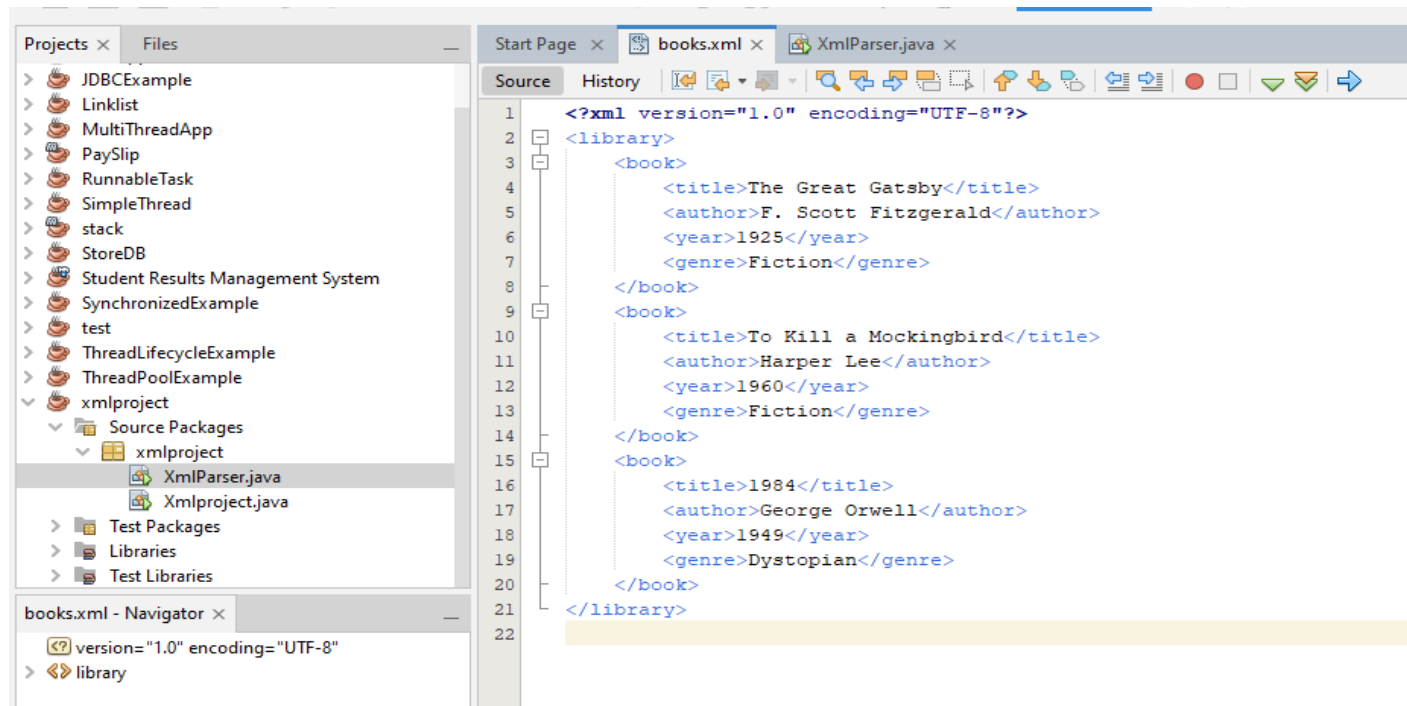 Projects × Files
JDBCExample
Linklist
MultiThreadApp
PaySlip
RunnableTask
SimpleThread
stack
StoreDB
Student Results Management System
SynchronizedExample
test
ThreadLifecycleExample
ThreadPoolExample
xmlproject
Source Packages
xmlproject
XmlParser.java
Xmlproject.java
Test Packages
Libraries
Test Libraries
books.xml - Navigator ×
version="1.0" encoding="UTF-8"
library
Start Page × books.xml × XmlParser.java ×
Source History
1 <?xml version="1.0" encoding="UTF-8"?>
2 <library>
3 <book>
4 <title>The Great Gatsby</title>
5 <author>F. Scott Fitzgerald</author>
6 <year>1925</year>
7 <genre>Fiction</genre>
8 </book>
9 <book>
10 <title>To Kill a Mockingbird</title>
11 <author>Harper Lee</author>
12 <year>1960</year>
13 <genre>Fiction</genre>
14 </book>
15 <book>
16 <title>1984</title>
17 <author>George Orwell</author>
18 <year>1949</year>
19 <genre>Dystopian</genre>
20 </book>
21 </library>
22